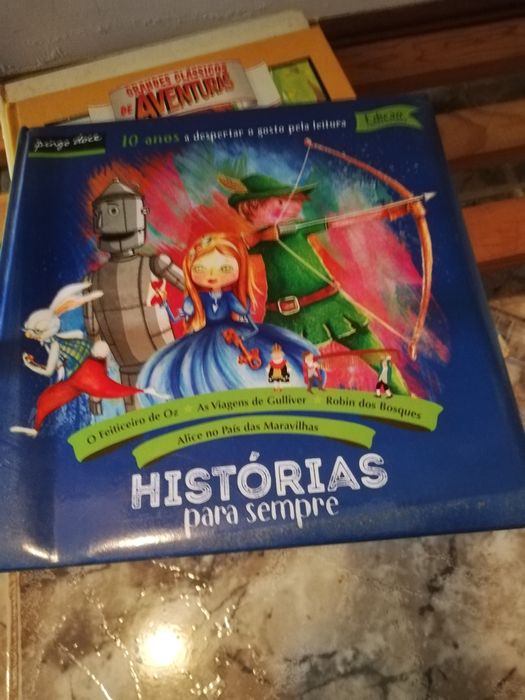 GRANDES CLÁSSICOS
DE AVENTURAS
pingo doce
10 anos a despertar o gosto pela leitura
Edição
O Feiticeiro de Oz ★ As Viagens de Gulliver ★ Robin dos Bosques
Alice no País das Maravilhas
HISTÓRIAS
para sempre